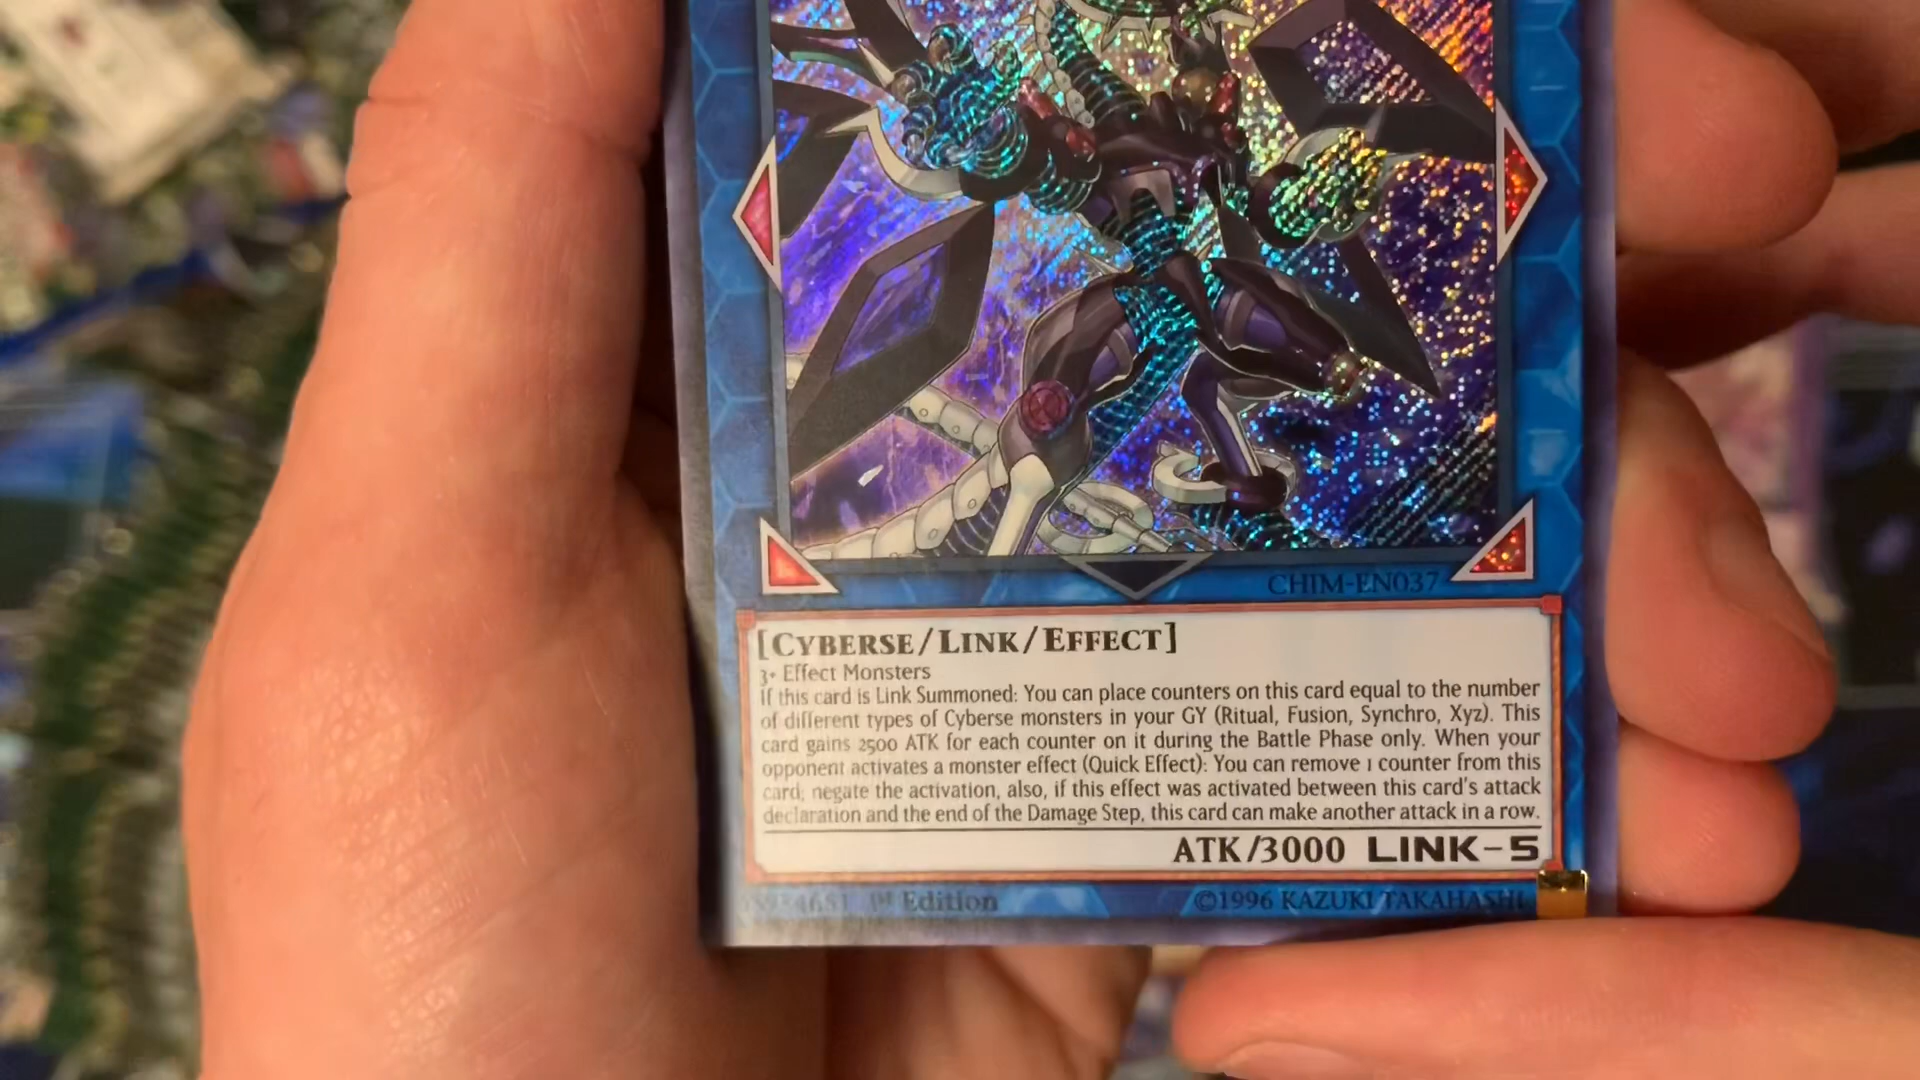 CHIM-EN037
[CYBERSE/LINK/EFFECT]
3+ Effect Monsters
If this card is Link Summoned: You can place counters on this card equal to the number
of different types of Cyberse monsters in your GY (Ritual, Fusion, Synchro, Xyz). This
card gains 2500 ATK for each counter on it during the Battle Phase only. When your
opponent activates a monster effect (Quick Effect): You can remove 1 counter from this
card; negate the activation, also, if this effect was activated between this card's attack
declaration and the end of the Damage Step, this card can make another attack in a row.
ATK/3000 LINK-5
1st Edition ©1996 KAZUKI TAKAHASHI